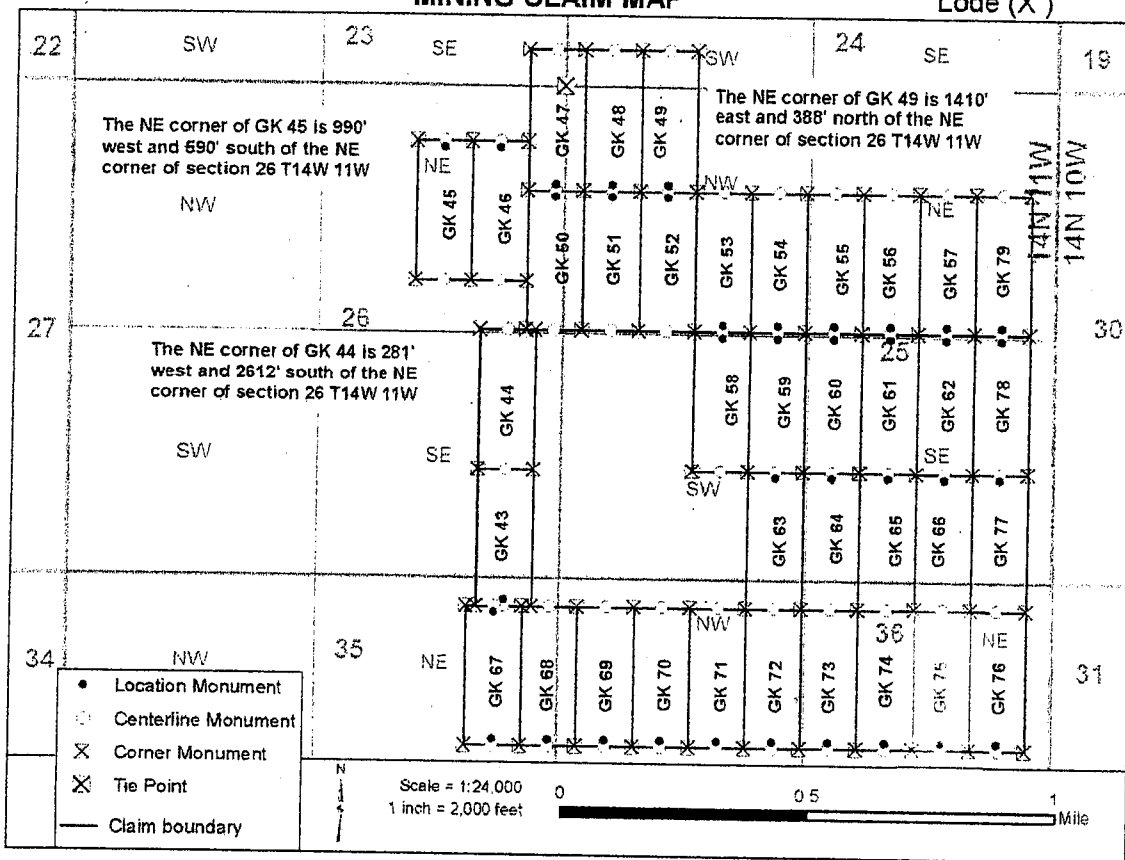 MINING CLAIM MAP
Lode (X )
22
SW
23
SE
SW
24
SE
19
The NE corner of GK 45 is 990'
west and 590' south of the NE
corner of section 26 T14W 11W
The NE corner of GK 49 is 1410'
east and 388' north of the NE
corner of section 26 T14W 11W
GK 47
GK 48
GK 49
14N 11W
14N 10W
NE
NW
NW
NE
GK 45
GK 46
GK 50
GK 51
GK 52
GK 53
GK 54
GK 55
GK 56
GK 57
GK 79
27
26
25
30
The NE corner of GK 44 is 281'
west and 2612' south of the NE
corner of section 26 T14W 11W
GK 44
GK 58
GK 59
GK 60
GK 61
GK 62
GK 78
SW
SE
SW
SE
GK 43
GK 63
GK 64
GK 65
GK 66
GK 77
34
NW
35
NE
NW
36
NE
31
GK 67
GK 68
GK 69
GK 70
GK 71
GK 72
GK 73
GK 74
GK 75
GK 76
Location Monument
Centerline Monument
Corner Monument
Tie Point
Claim boundary
N
Scale = 1:24,000
1 inch = 2,000 feet
0
0.5
1
Mile